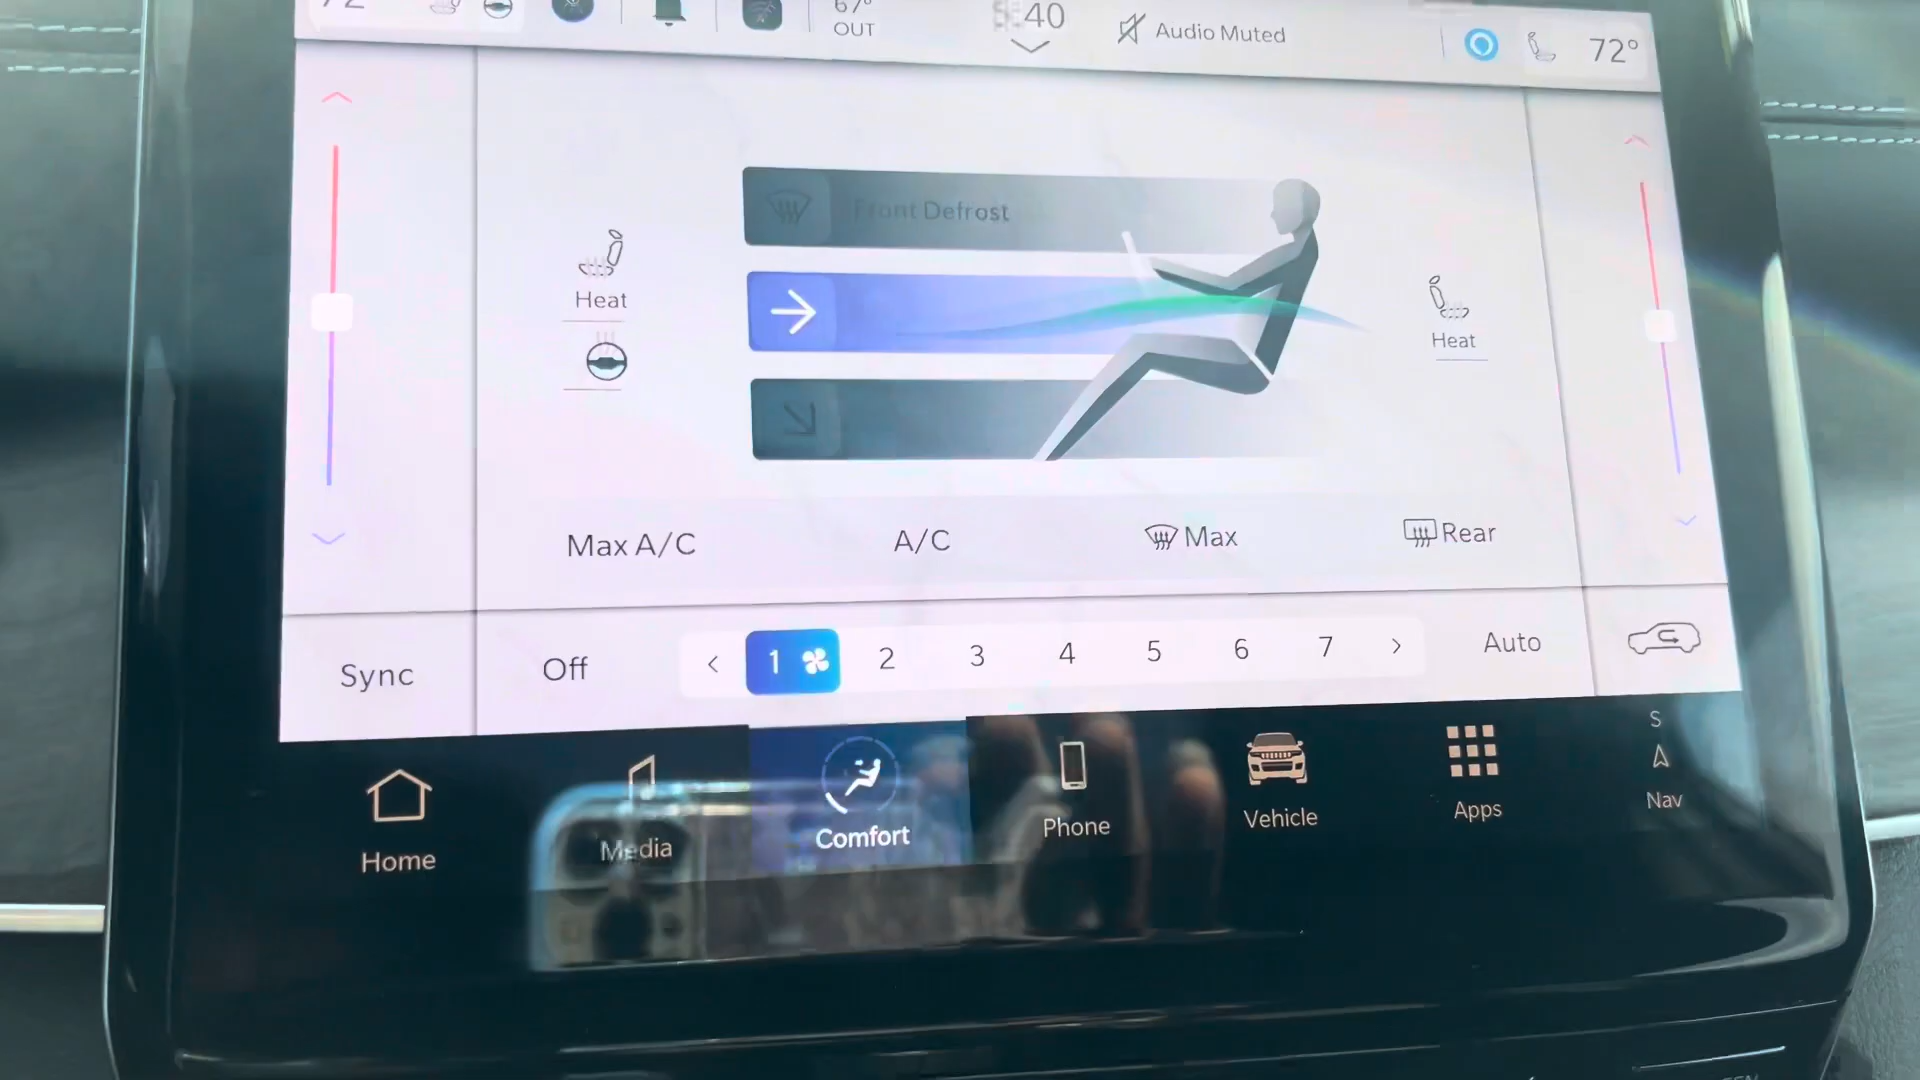 67°
OUT
40
Audio Muted
72°
Front Defrost
Heat
Heat
Max A/C
A/C
Max
Rear
Sync
Off
1
2
3
4
5
6
7
Auto
Home
Media
Comfort
Phone
Vehicle
Apps
S
Nav